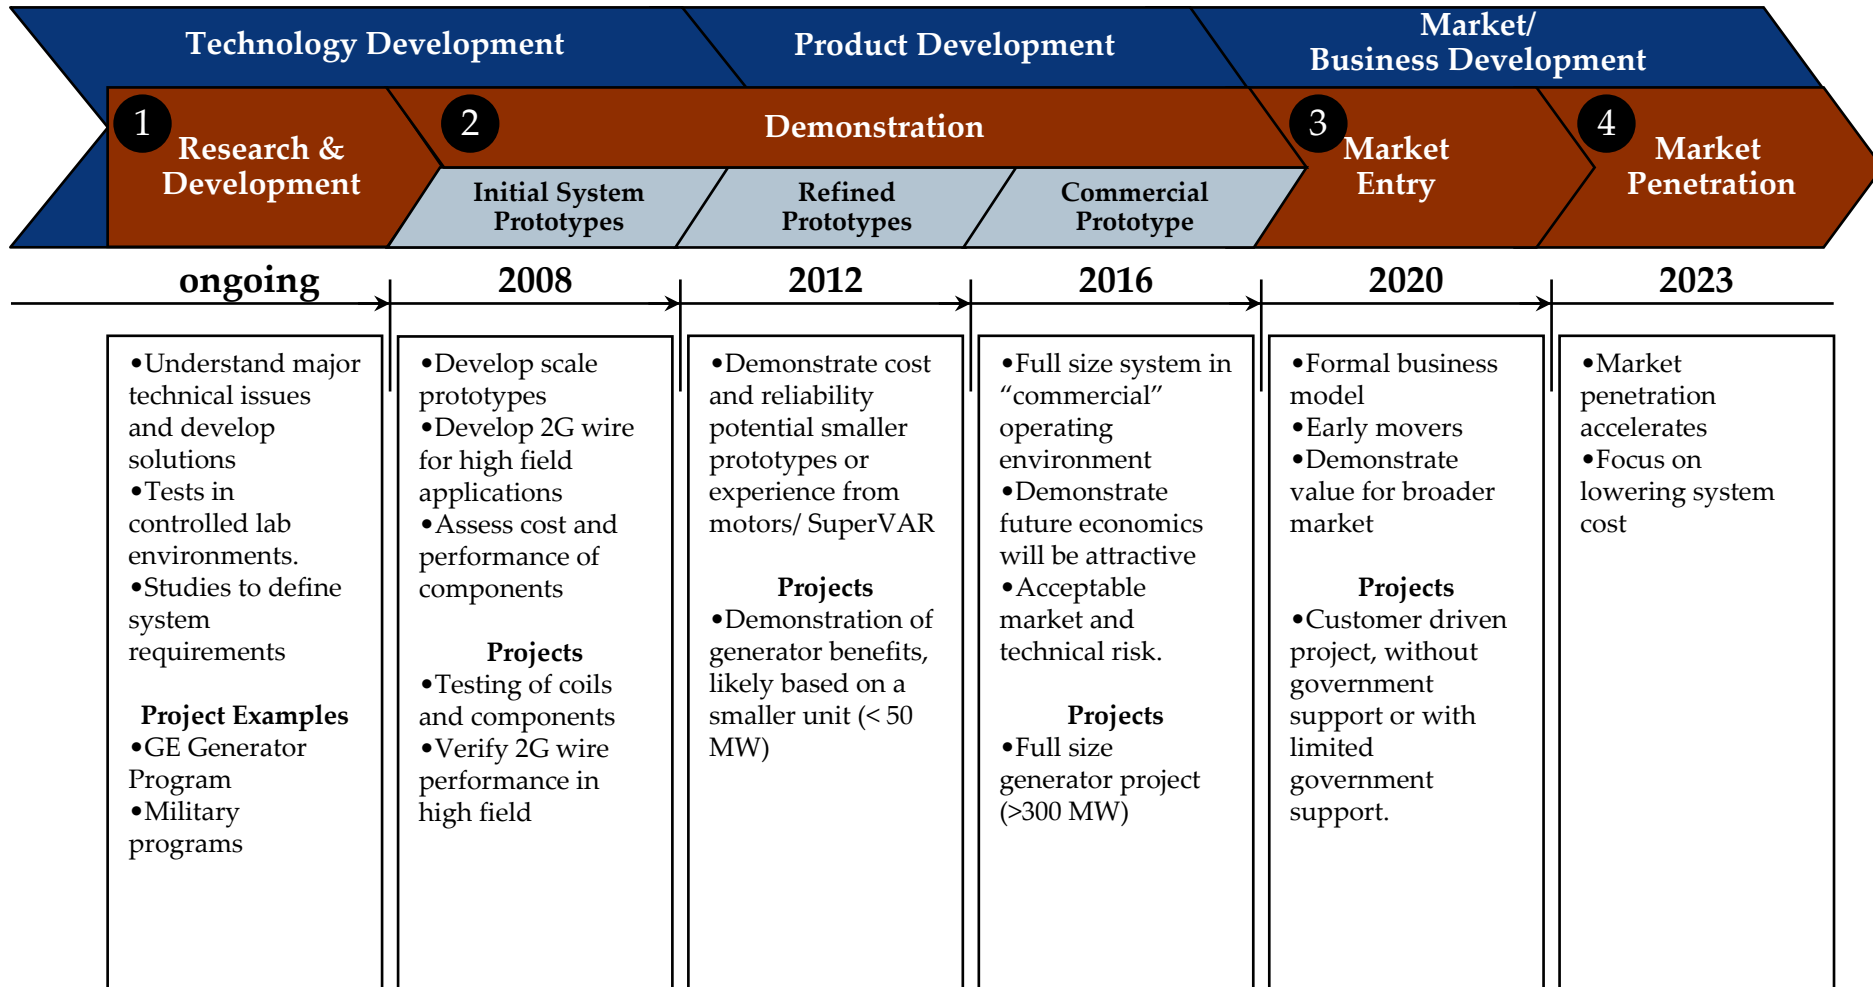 Technology Development
Product Development
Market/
Business Development
1
Research &
Development
2
Demonstration
Initial System
Prototypes
Refined
Prototypes
Commercial
Prototype
3
Market
Entry
4
Market
Penetration
ongoing
2008
2012
2016
2020
2023
•Understand major
technical issues
and develop
solutions
•Tests in
controlled lab
environments.
•Studies to define
system
requirements
Project Examples
•GE Generator
Program
•Military
programs
•Develop scale
prototypes
•Develop 2G wire
for high field
applications
•Assess cost and
performance of
components
Projects
•Testing of coils
and components
•Verify 2G wire
performance in
high field
•Demonstrate cost
and reliability
potential smaller
prototypes or
experience from
motors/ SuperVAR
Projects
•Demonstration of
generator benefits,
likely based on a
smaller unit (< 50
MW)
•Full size system in
“commercial”
operating
environment
•Demonstrate
future economics
will be attractive
•Acceptable
market and
technical risk.
Projects
•Full size
generator project
(>300 MW)
•Formal business
model
•Early movers
•Demonstrate
value for broader
market
Projects
•Customer driven
project, without
government
support or with
limited
government
support.
•Market
penetration
accelerates
•Focus on
lowering system
cost